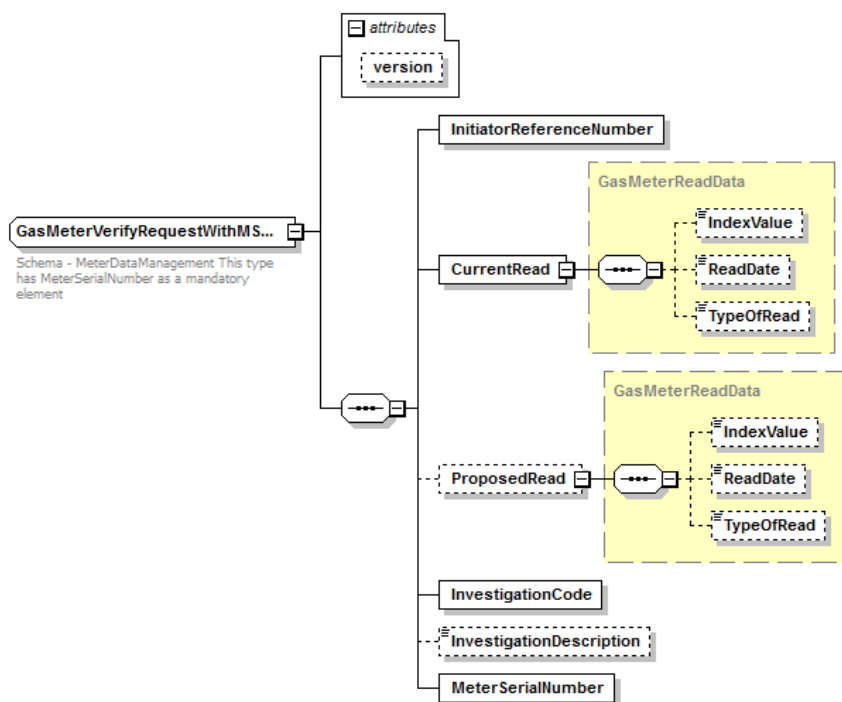 attributes
version
InitiatorReferenceNumber
GasMeterReadData
IndexValue
GasMeterVerifyRequestWithMS...
CurrentRead
ReadDate
Schema - MeterDataManagement This type
has MeterSerialNumber as a mandatory
element
TypeOfRead
GasMeterReadData
IndexValue
ProposedRead
ReadDate
TypeOfRead
InvestigationCode
InvestigationDescription
MeterSerialNumber